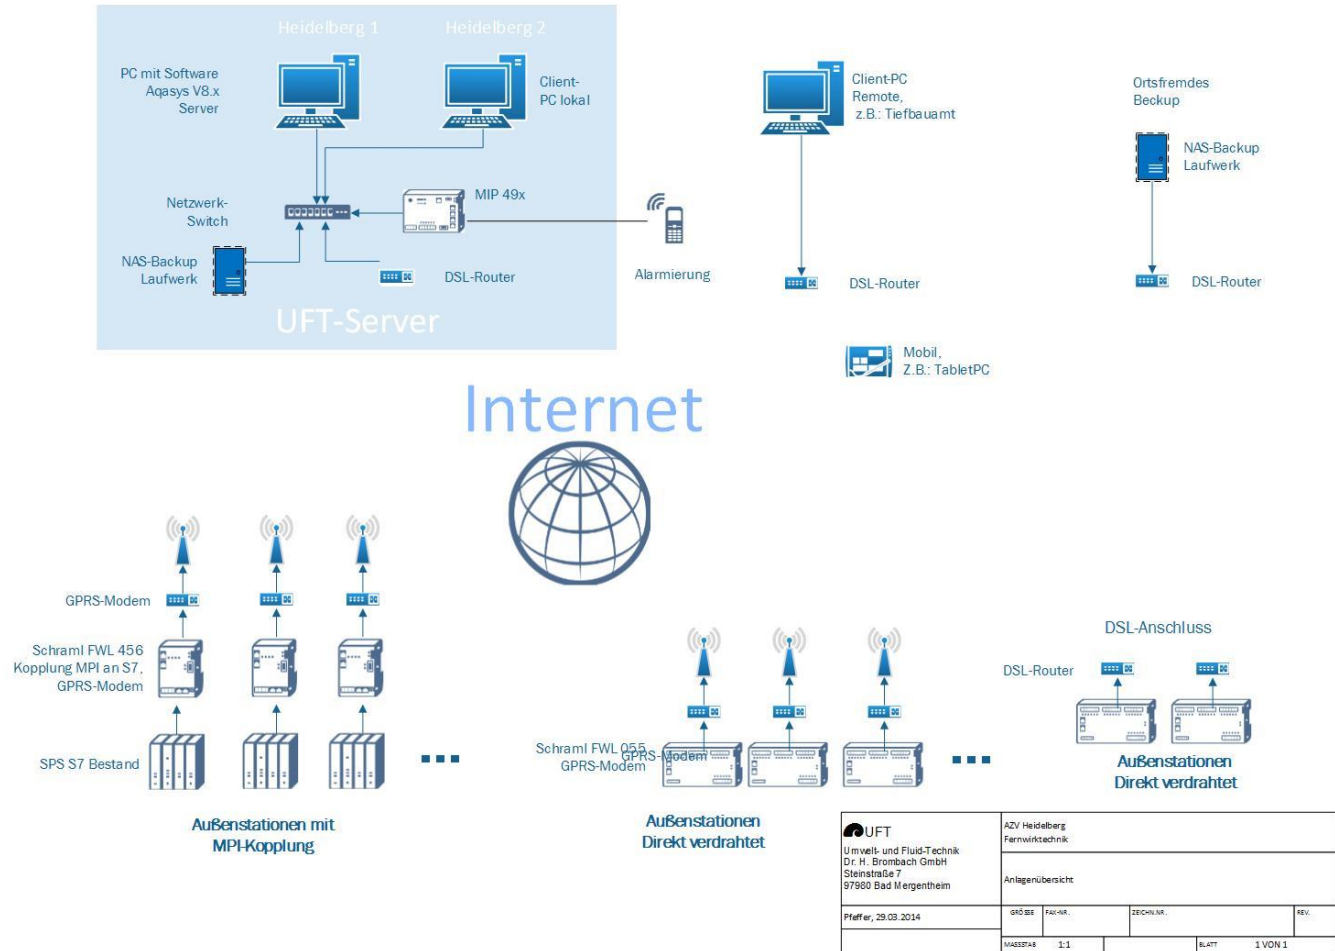 Heidelberg 1
Heidelberg 2
PC mit Software
Aqasys V8.x
Server
Client-
PC lokal
Netzwerk-
Switch
MIP 49x
NAS-Backup
Laufwerk
DSL-Router
UFT-Server
Alarmierung
Client-PC
Remote,
z.B.: Tiefbauamt
DSL-Router
Ortsfremdes
Beckup
NAS-Backup
Laufwerk
DSL-Router
Mobil,
Z.B.: TabletPC
Internet
GPRS-Modem
Schraml FWL 456
Kopplung MPI an S7,
GPRS-Modem
SPS S7 Bestand
Außenstationen mit
MPI-Kopplung
Schraml FWL 055
GPRS-Modem
GPRS-Modem
Außenstationen
Direkt verdrahtet
DSL-Anschluss
DSL-Router
Außenstationen
Direkt verdrahtet
UFT
Umwelt- und Fluid-Technik
Dr. H. Brombach GmbH
Steinstraße 7
97980 Bad Mergentheim
AZV Heidelberg
Fernwirktechnik
Anlagenübersicht
Pfeffer, 29.03.2014
GRÖSSE
FAX-NR.
ZEICHN.NR.
REV.
MASSSTAB
1:1
BLATT
1 VON 1